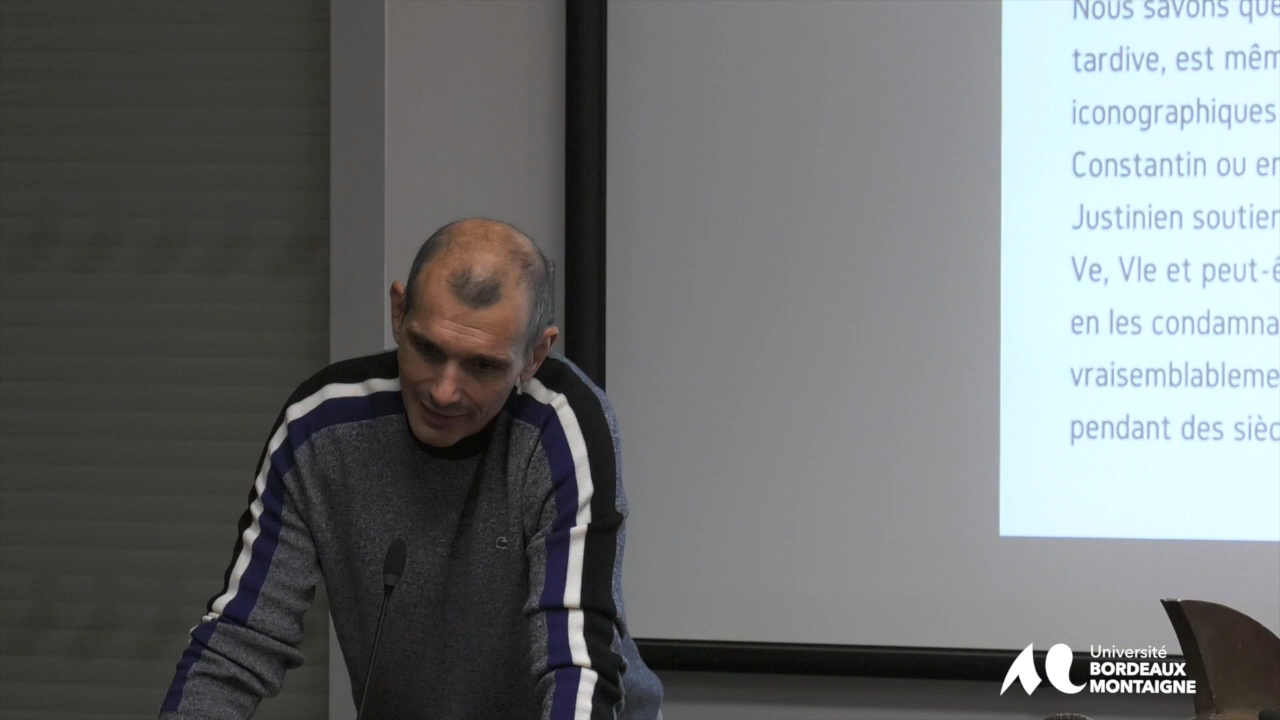 Nous savons que
tardive, est mêm
iconographiques
Constantin ou en
Justinien soutien
Ve, VIe et peut-ê
en les condamna
vraisemblableme
pendant des sièc
Université
BORDEAUX
MONTAIGNE